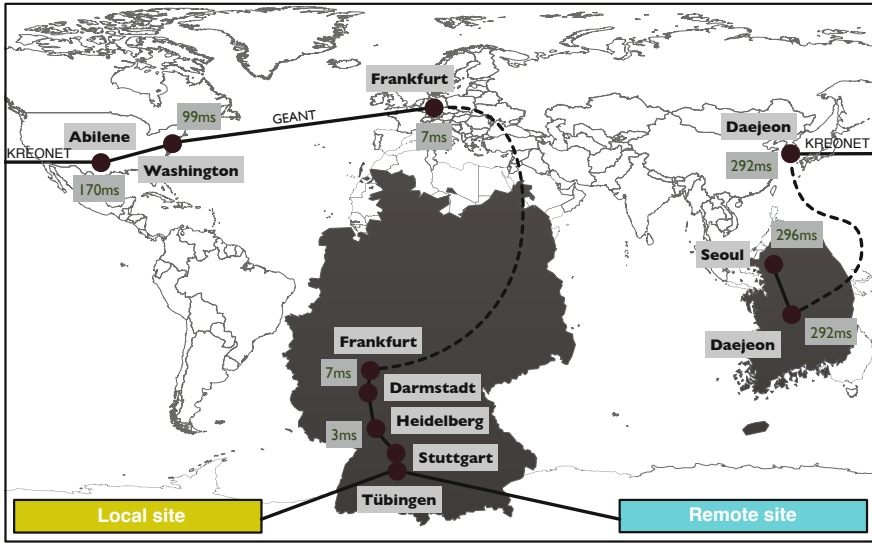 Frankfurt
99ms
GEANT
Abilene
7ms
Daejeon
KREONET
KREONET
Washington
292ms
170ms
296ms
Seoul
Frankfurt
Daejeon
292ms
7ms
Darmstadt
Heidelberg
3ms
Stuttgart
Tübingen
Local site
Remote site